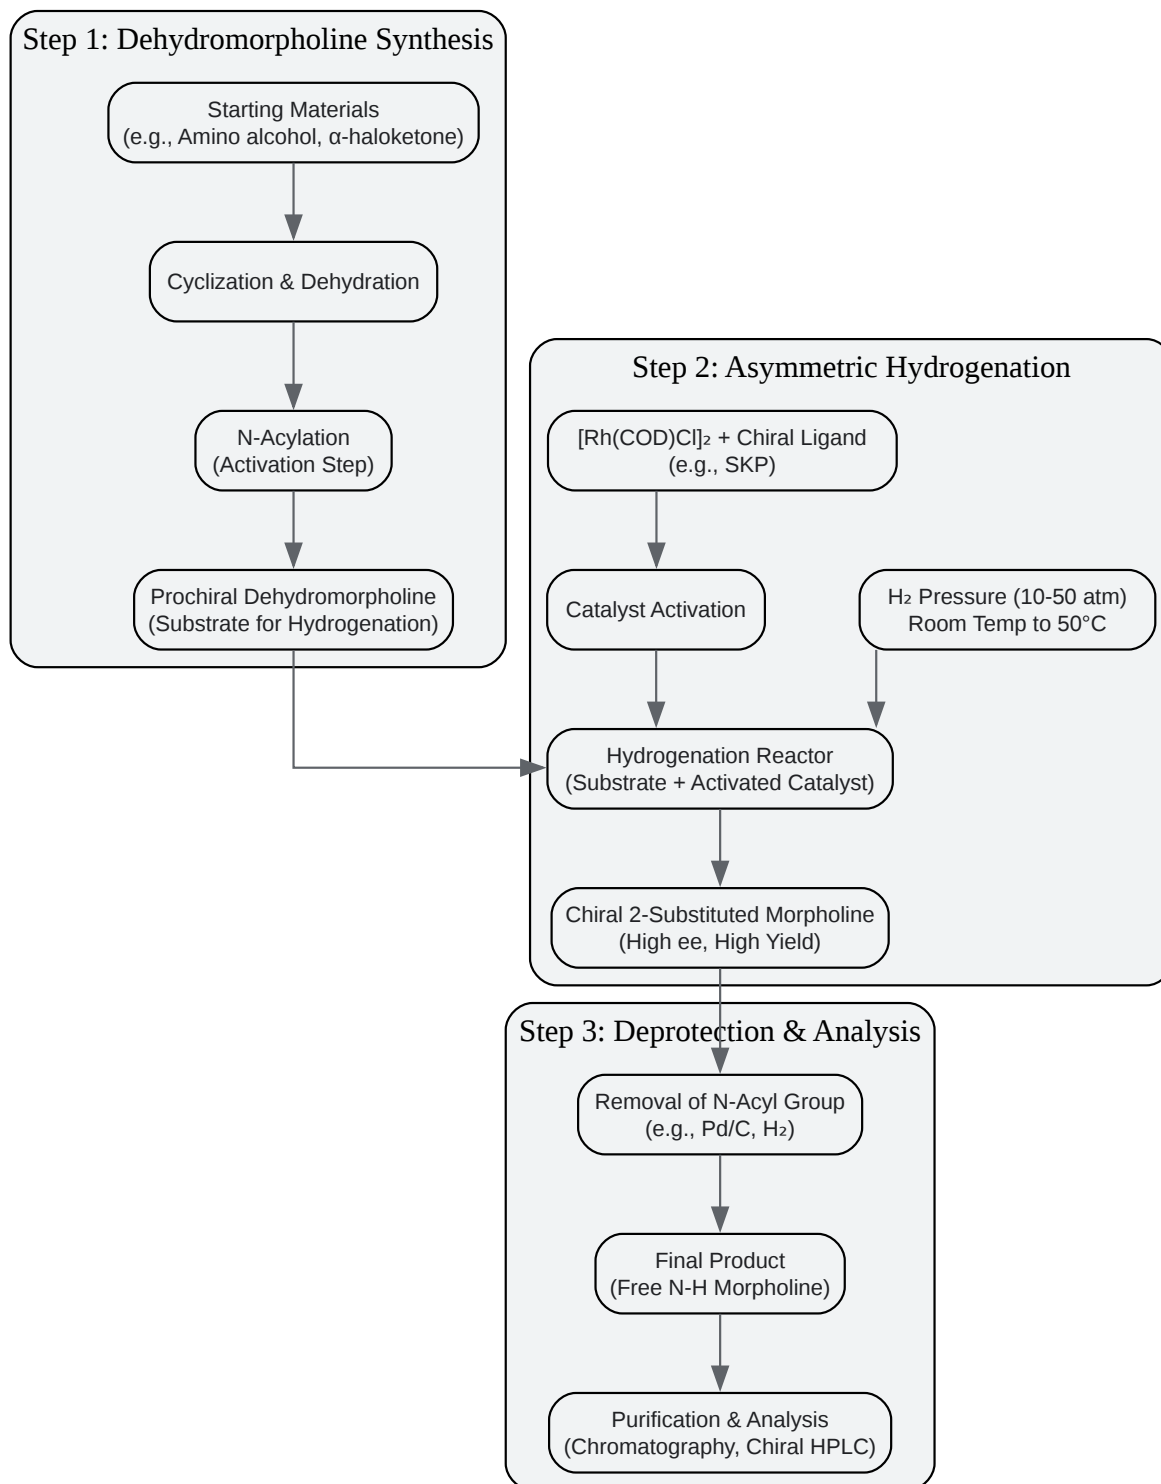 Step 1: Dehydromorpholine Synthesis
Starting Materials
(e.g., Amino alcohol, α-haloketone)
Cyclization & Dehydration
N-Acylation
(Activation Step)
Prochiral Dehydromorpholine
(Substrate for Hydrogenation)
Step 2: Asymmetric Hydrogenation
[Rh(COD)Cl]₂ + Chiral Ligand
(e.g., SKP)
Catalyst Activation
H₂ Pressure (10-50 atm)
Room Temp to 50°C
Hydrogenation Reactor
(Substrate + Activated Catalyst)
Chiral 2-Substituted Morpholine
(High ee, High Yield)
Step 3: Deprotection & Analysis
Removal of N-Acyl Group
(e.g., Pd/C, H₂)
Final Product
(Free N-H Morpholine)
Purification & Analysis
(Chromatography, Chiral HPLC)